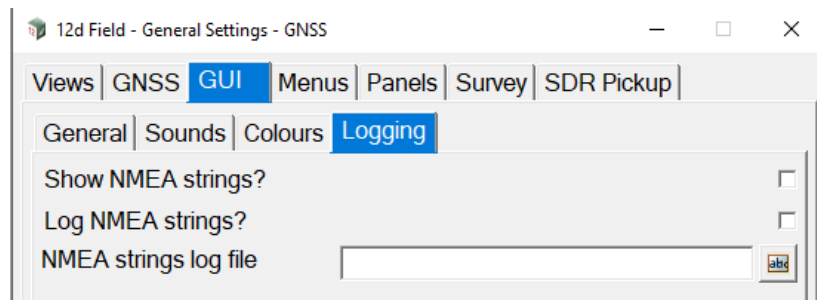 12d Field - General Settings - GNSS
Views GNSS GUI Menus Panels Survey SDR Pickup
General Sounds Colours Logging
Show NMEA strings?
Log NMEA strings?
NMEA strings log file abc